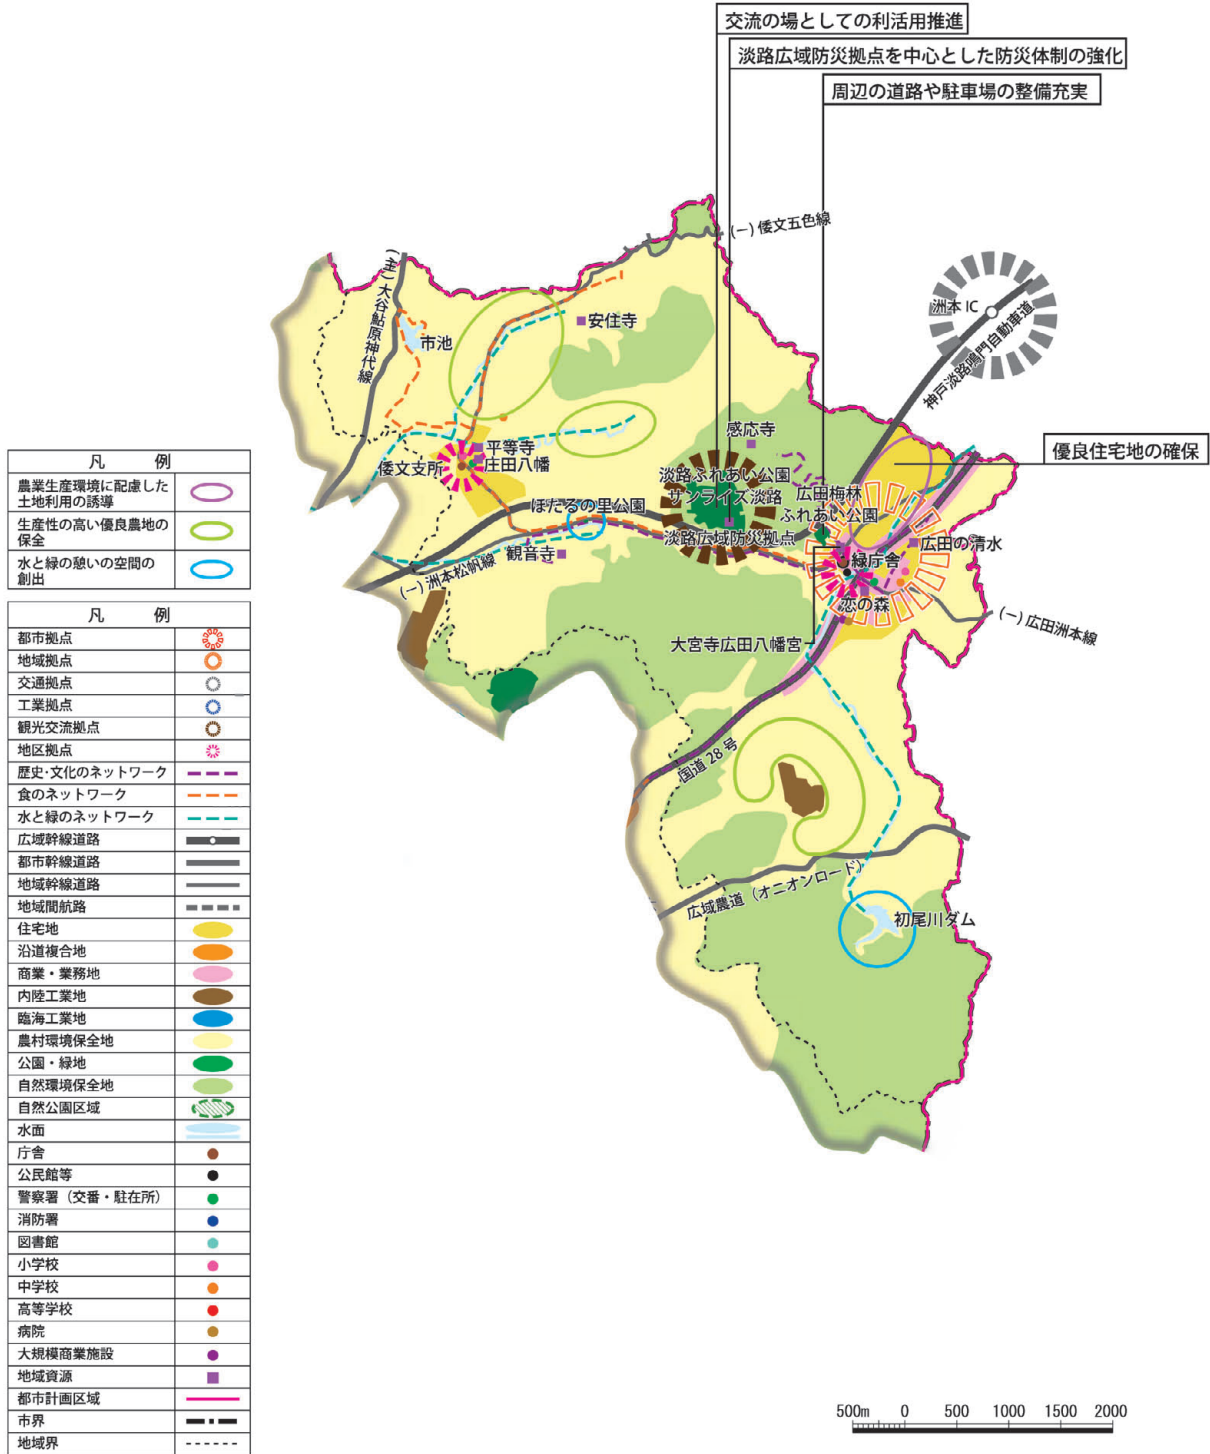 交流の場としての利活用推進
淡路広域防災拠点を中心とした防災体制の強化
周辺の道路や駐車場の整備充実
(一)倭文五色線
(主)大谷鮎原神代線
洲本 IC
神戸淡路鳴門自動車道
安住寺
市池
優良住宅地の確保
感応寺
平等寺
庄田八幡
倭文支所
淡路ふれあい公園
サンライズ淡路
広田梅林
ふれあい公園
ほたるの里公園
淡路広域防災拠点
広田の清水
観音寺
緑庁舎
(一)洲本松帆線
恋の森
(一)広田洲本線
大宮寺広田八幡宮
国道 28 号
広域農道(オニオンロード)
初尾川ダム
凡 例
農業生産環境に配慮した
土地利用の誘導
生産性の高い優良農地の
保全
水と緑の憩いの空間の
創出
凡 例
都市拠点
地域拠点
交通拠点
工業拠点
観光交流拠点
地区拠点
歴史・文化のネットワーク
食のネットワーク
水と緑のネットワーク
広域幹線道路
都市幹線道路
地域幹線道路
地域間航路
住宅地
沿道複合地
商業・業務地
内陸工業地
臨海工業地
農村環境保全地
公園・緑地
自然環境保全地
自然公園区域
水面
庁舎
公民館等
警察署(交番・駐在所)
消防署
図書館
小学校
中学校
高等学校
病院
大規模商業施設
地域資源
都市計画区域
市界
地域界
500m 0 500 1000 1500 2000